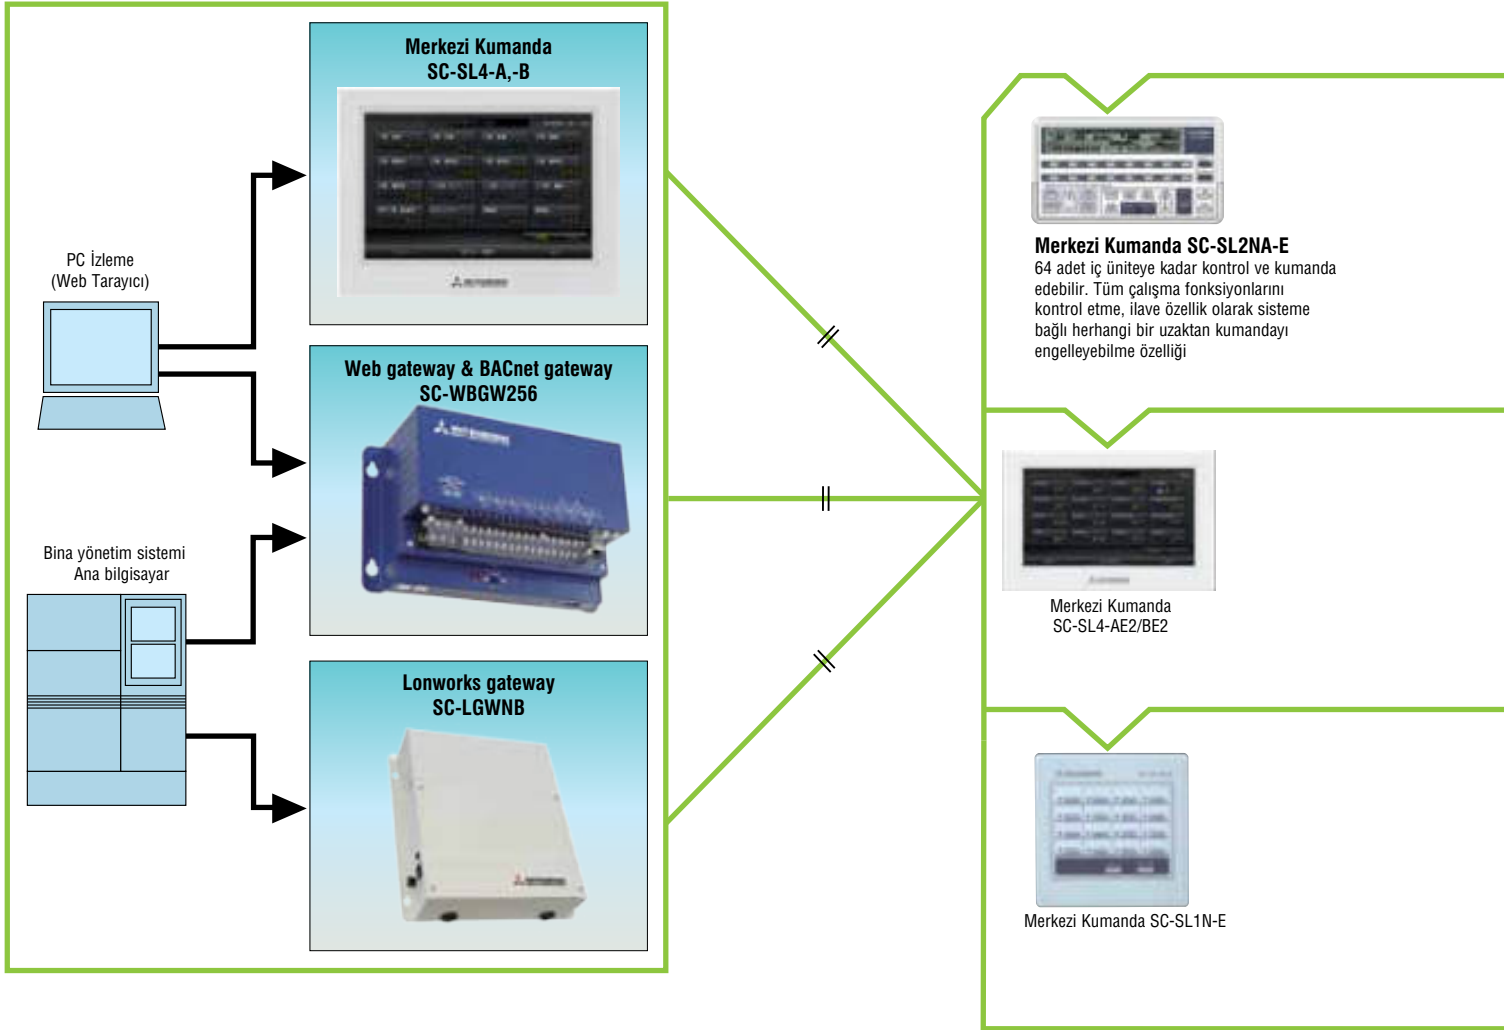 Merkezi Kumanda
SC-SL4-A,-B
PC İzleme
(Web Tarayıcı)
Web gateway & BACnet gateway
SC-WBGW256
Bina yönetim sistemi
Ana bilgisayar
Lonworks gateway
SC-LGWNB
Merkezi Kumanda SC-SL2NA-E
64 adet iç üniteye kadar kontrol ve kumanda
edebilir. Tüm çalışma fonksiyonlarını
kontrol etme, ilave özellik olarak sisteme
bağlı herhangi bir uzaktan kumandayı
engelleyebilme özelliği
Merkezi Kumanda
SC-SL4-AE2/BE2
Merkezi Kumanda SC-SL1N-E